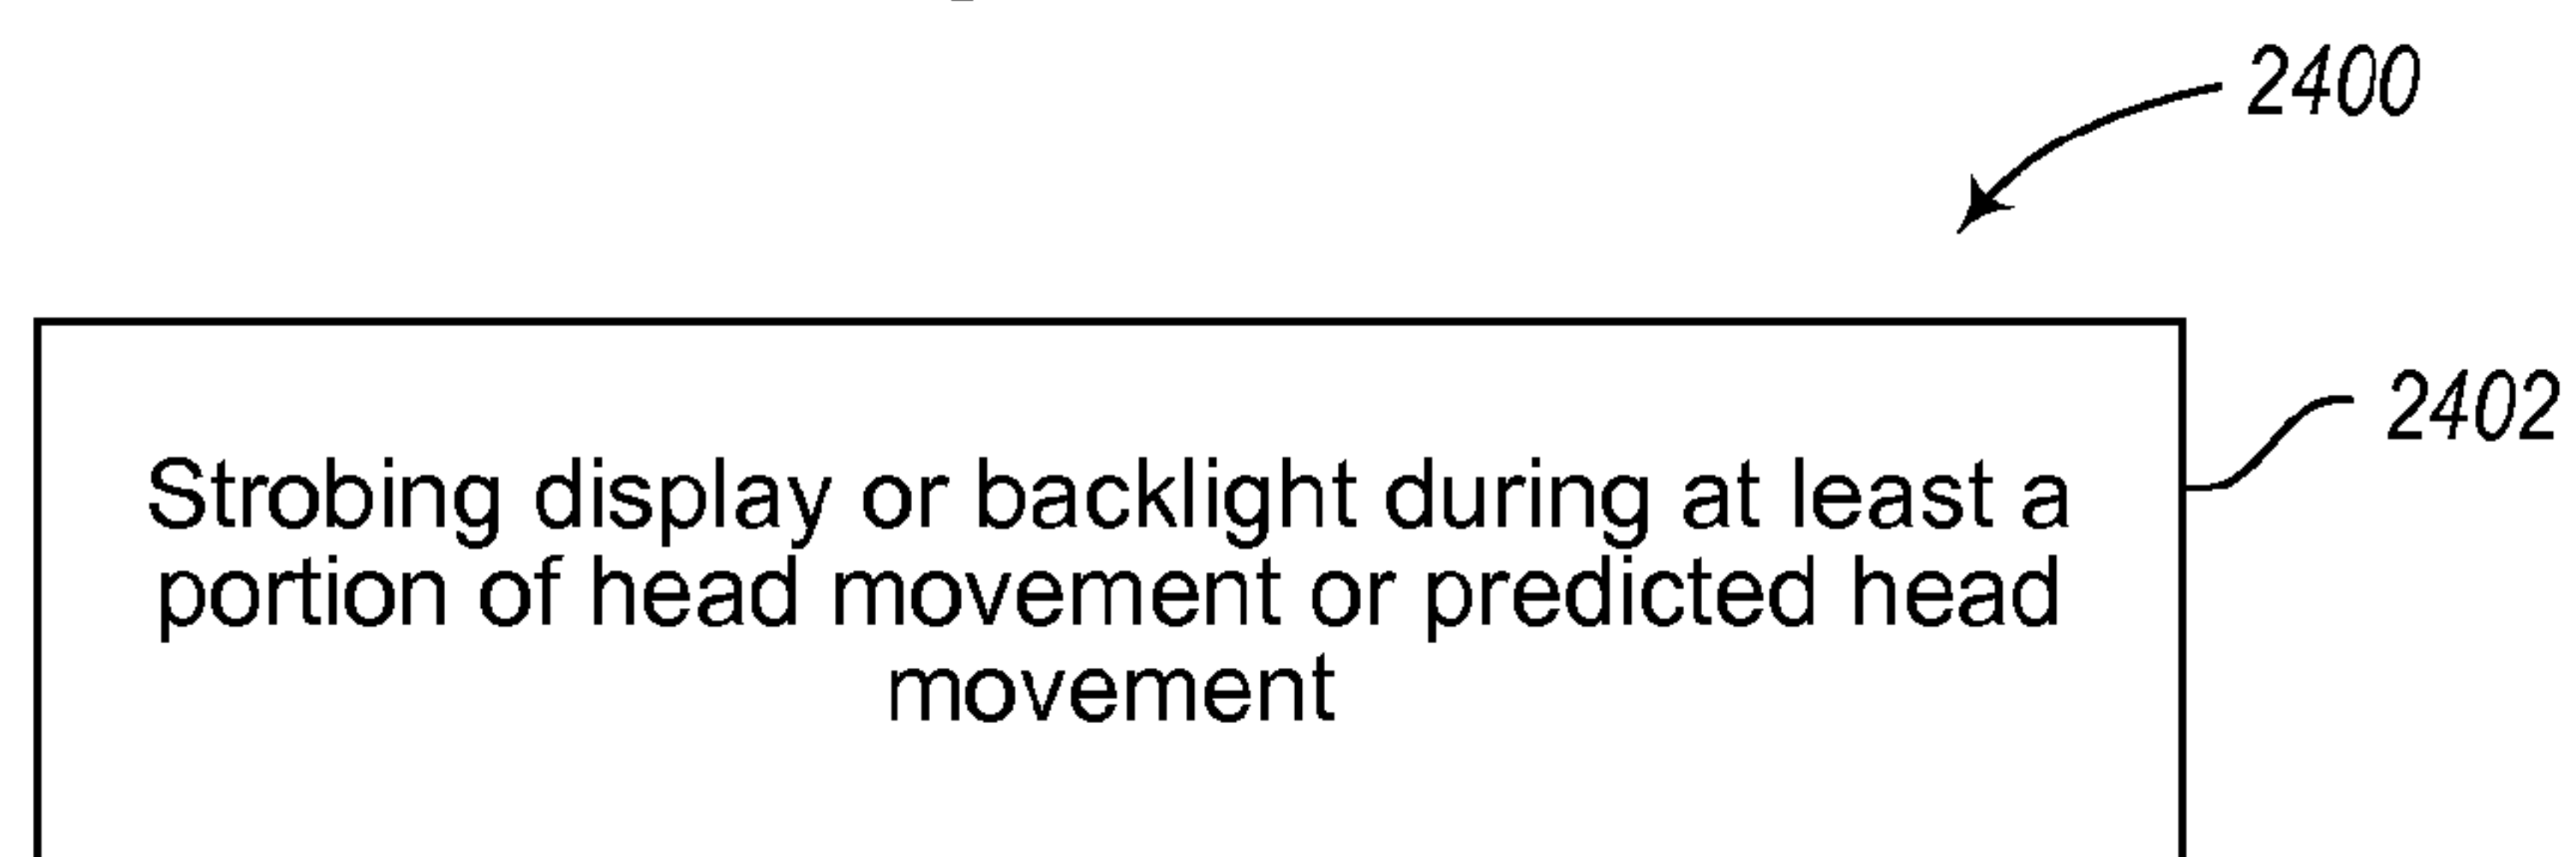 2400
2402
Strobing display or backlight during at least a
portion of head movement or predicted head
movement